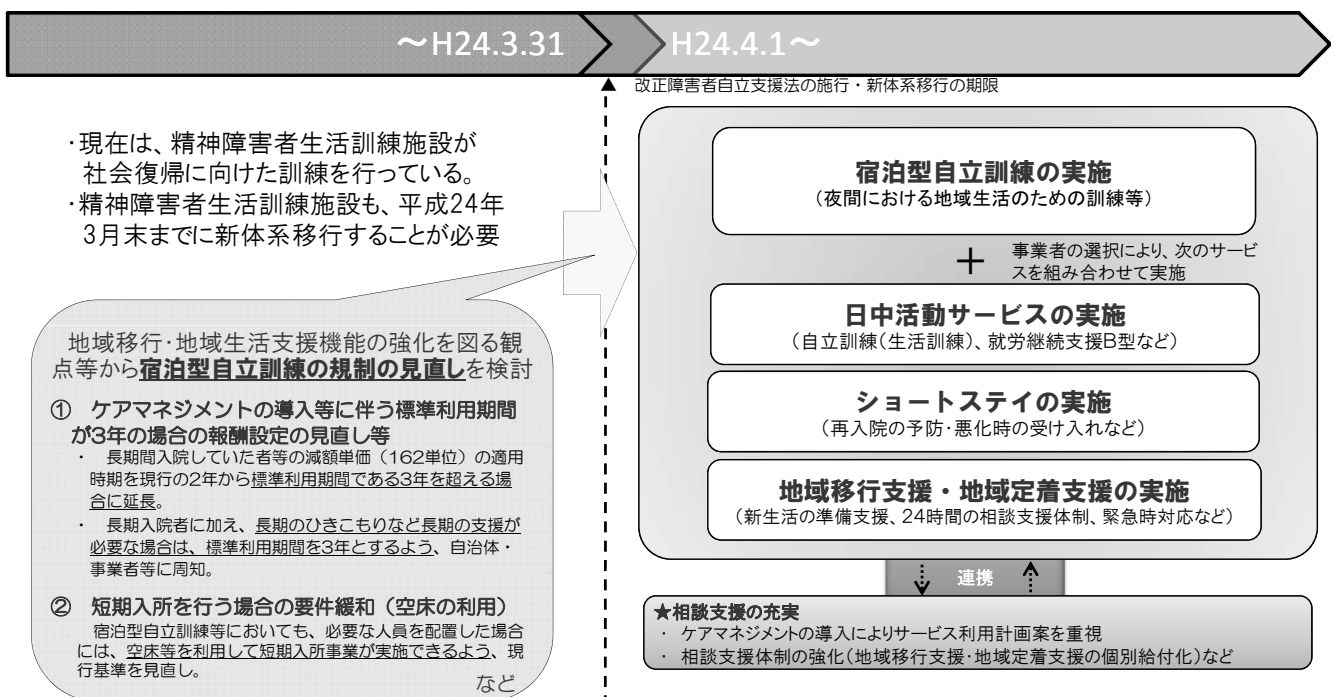 ～H24.3.31
H24.4.1～
改正障害者自立支援法の施行・新体系移行の期限
・現在は、精神障害者生活訓練施設が
社会復帰に向けた訓練を行っている。
・精神障害者生活訓練施設も、平成24年
3月末までに新体系移行することが必要
地域移行・地域生活支援機能の強化を図る観
点等から宿泊型自立訓練の規制の見直しを検討
① ケアマネジメントの導入等に伴う標準利用期間
が3年の場合の報酬設定の見直し等
・ 長期間入院していた者等の減額単価（162単位）の適用
時期を現行の2年から標準利用期間である3年を超える場
合に延長。
・ 長期入院者に加え、長期のひきこもりなど長期の支援が
必要な場合は、標準利用期間を3年とするよう、自治体・
事業者等に周知。
② 短期入所を行う場合の要件緩和（空床の利用）
宿泊型自立訓練等においても、必要な人員を配置した場合
には、空床等を利用して短期入所事業が実施できるよう、現
行基準を見直し。
など
宿泊型自立訓練の実施
（夜間における地域生活のための訓練等）
＋
事業者の選択により、次のサービ
スを組み合わせて実施
日中活動サービスの実施
（自立訓練（生活訓練）、就労継続支援B型など）
ショートステイの実施
（再入院の予防・悪化時の受け入れなど）
地域移行支援・地域定着支援の実施
（新生活の準備支援、24時間の相談支援体制、緊急時対応など）
連携
★相談支援の充実
・ ケアマネジメントの導入によりサービス利用計画案を重視
・ 相談支援体制の強化（地域移行支援・地域定着支援の個別給付化）など